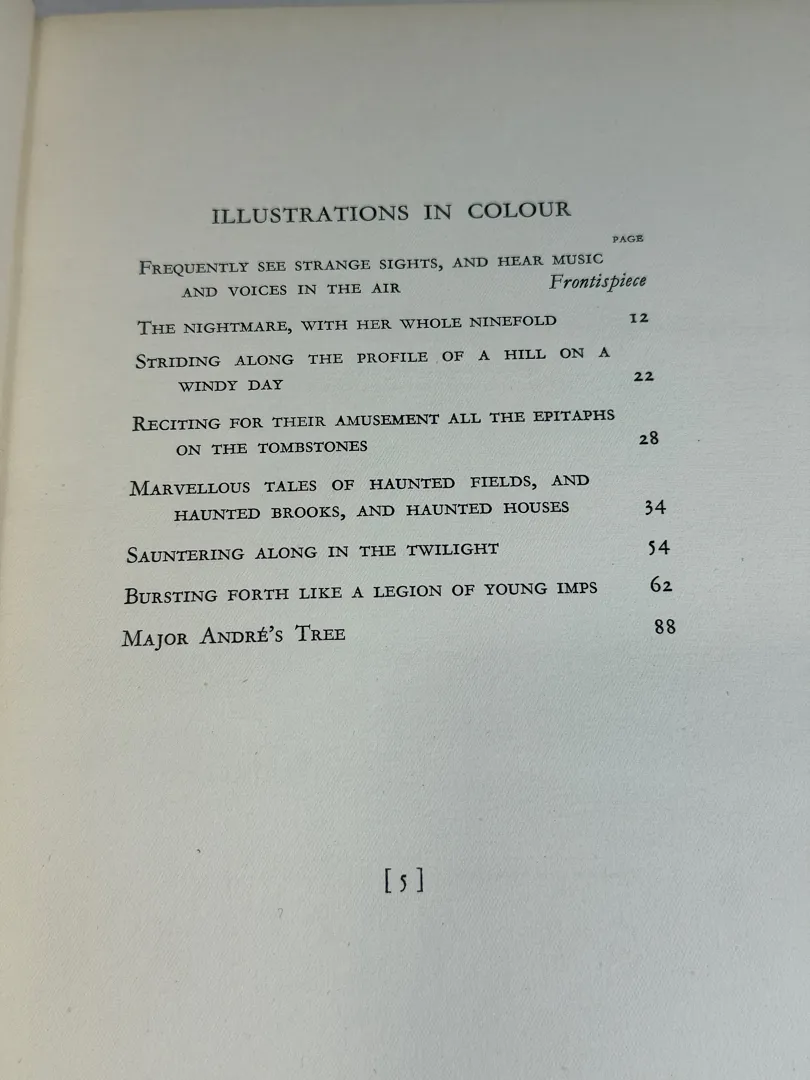 ILLUSTRATIONS IN COLOUR
PAGE
FREQUENTLY SEE STRANGE SIGHTS, AND HEAR MUSIC
AND VOICES IN THE AIR Frontispiece
THE NIGHTMARE, WITH HER WHOLE NINEFOLD 12
STRIDING ALONG THE PROFILE OF A HILL ON A
WINDY DAY 22
RECITING FOR THEIR AMUSEMENT ALL THE EPITAPHS
ON THE TOMBSTONES 28
MARVELLOUS TALES OF HAUNTED FIELDS, AND
HAUNTED BROOKS, AND HAUNTED HOUSES 34
SAUNTERING ALONG IN THE TWILIGHT 54
BURSTING FORTH LIKE A LEGION OF YOUNG IMPS 62
MAJOR ANDRÉ'S TREE 88
[ 5 ]